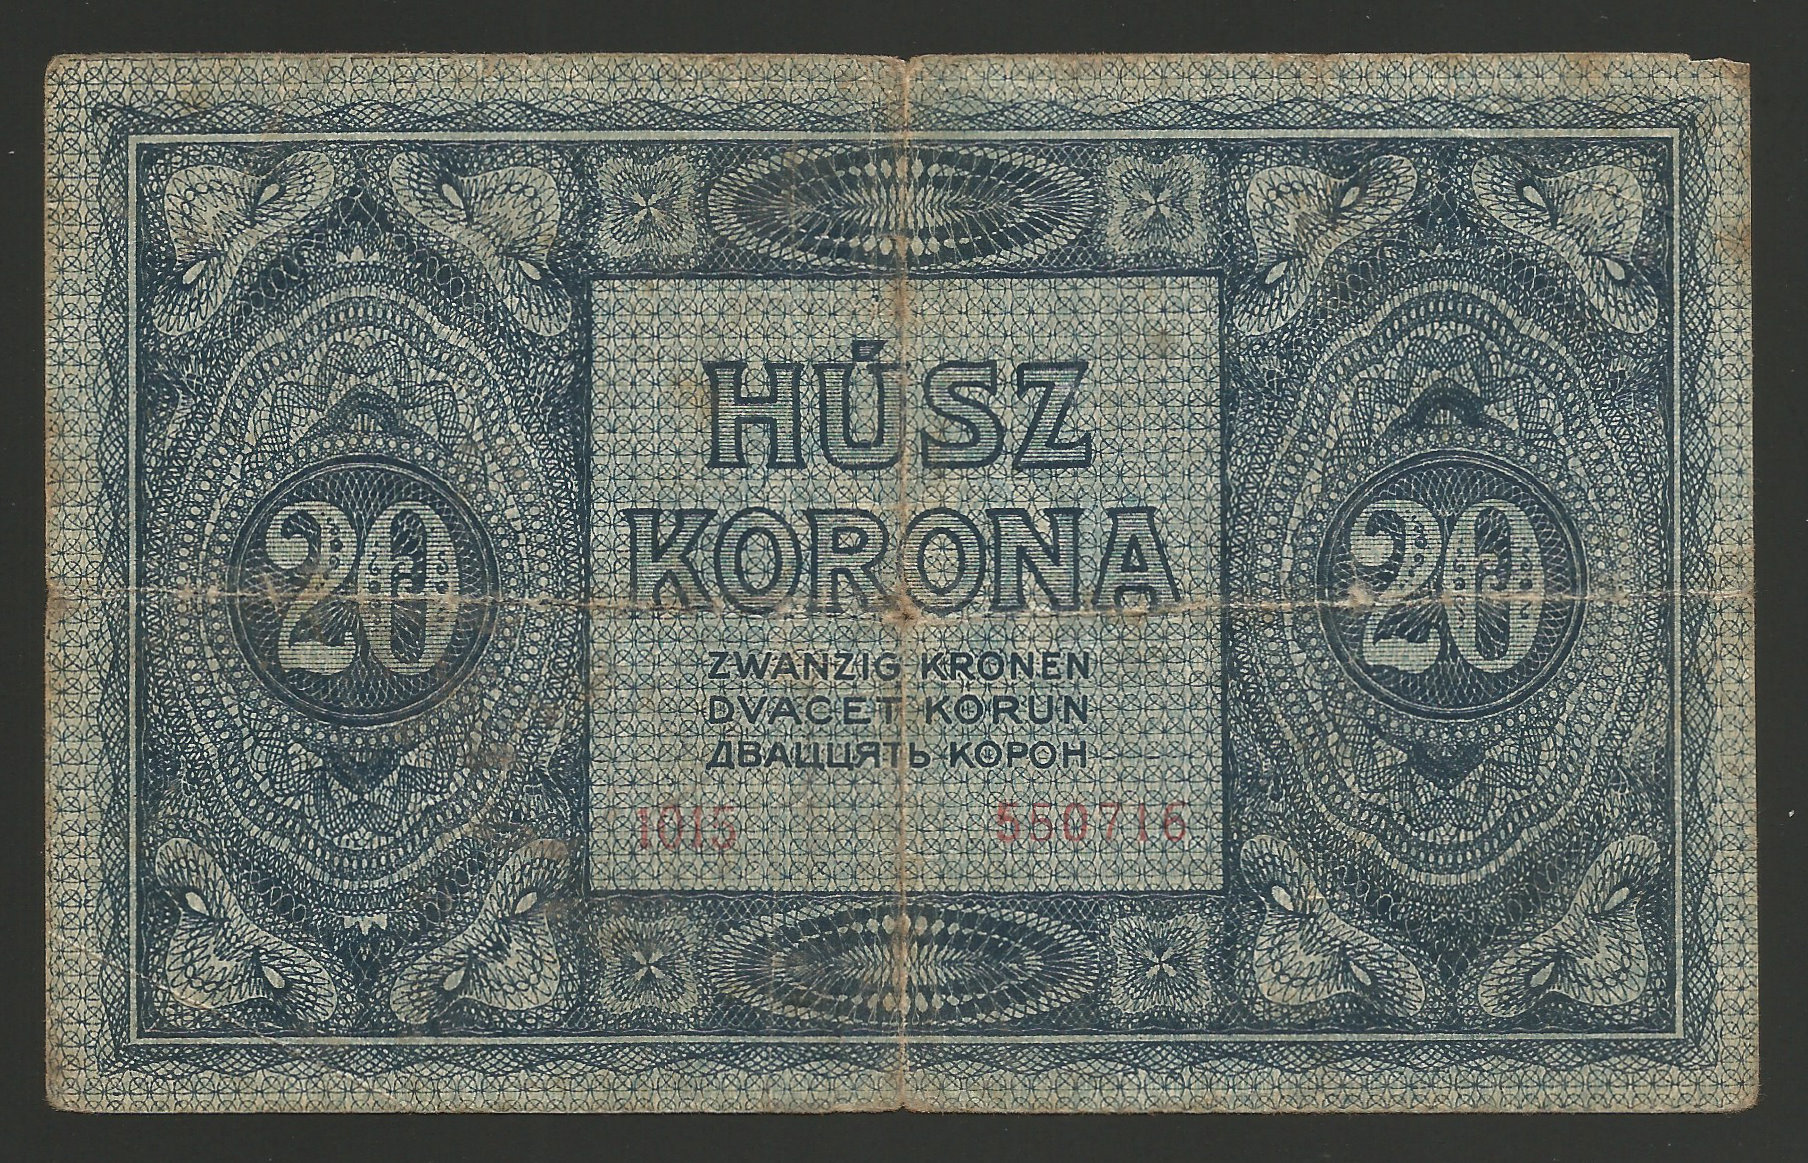 HÚSZ
KORONA
20 20
ZWANZIG KRONEN
DVACET KORUN
ДВАЦЦЯТЬ КОРОН
1015 550716